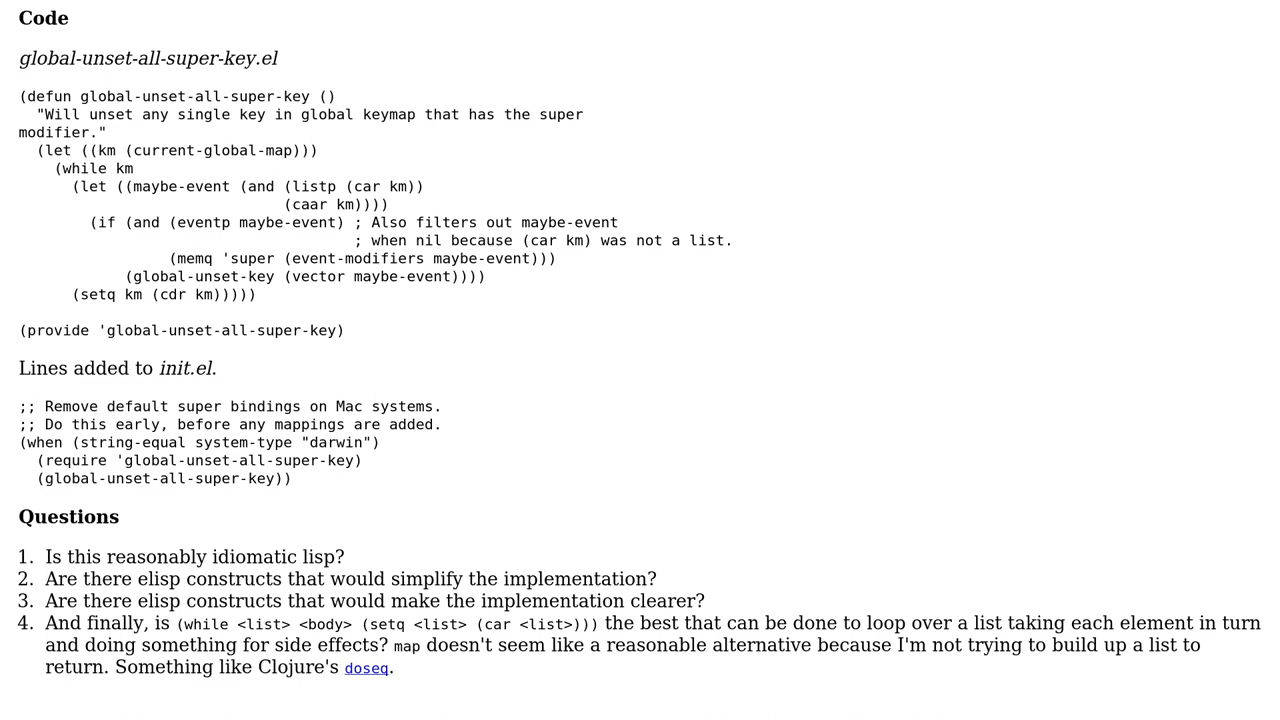 Code
global-unset-all-super-key.el
(defun global-unset-all-super-key ()
  "Will unset any single key in global keymap that has the super
modifier."
  (let ((km (current-global-map)))
    (while km
      (let ((maybe-event (and (listp (car km))
                              (caar km))))
        (if (and (eventp maybe-event) ; Also filters out maybe-event
                                      ; when nil because (car km) was not a list.
                 (memq 'super (event-modifiers maybe-event)))
            (global-unset-key (vector maybe-event))))
      (setq km (cdr km)))))
(provide 'global-unset-all-super-key)
Lines added to init.el.
;; Remove default super bindings on Mac systems.
;; Do this early, before any mappings are added.
(when (string-equal system-type "darwin")
  (require 'global-unset-all-super-key)
  (global-unset-all-super-key))
Questions
1. Is this reasonably idiomatic lisp?
2. Are there elisp constructs that would simplify the implementation?
3. Are there elisp constructs that would make the implementation clearer?
4. And finally, is (while <list> <body> (setq <list> (car <list>))) the best that can be done to loop over a list taking each element in turn
and doing something for side effects? map doesn't seem like a reasonable alternative because I'm not trying to build up a list to
return. Something like Clojure's doseq.